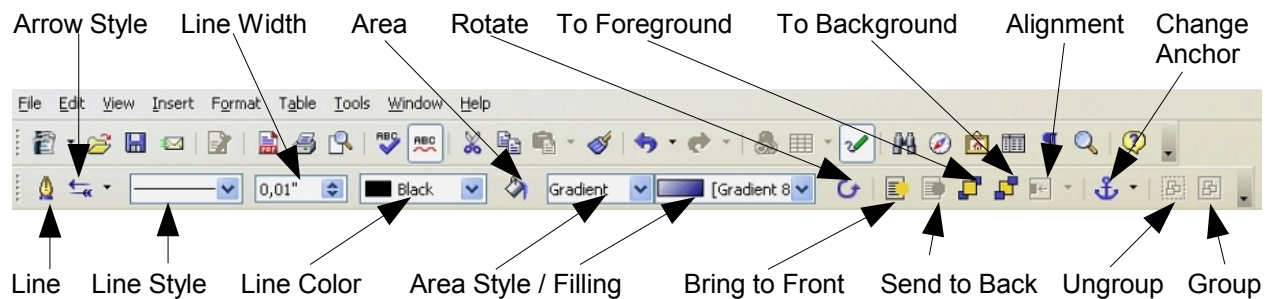 Arrow Style Line Width Area Rotate To Foreground To Background Alignment Change
Anchor
File Edit View Insert Format Table Tools Window Help
ABC ABC
0,01" Black Gradient [Gradient 8
Line Line Style Line Color Area Style / Filling Bring to Front Send to Back Ungroup Group